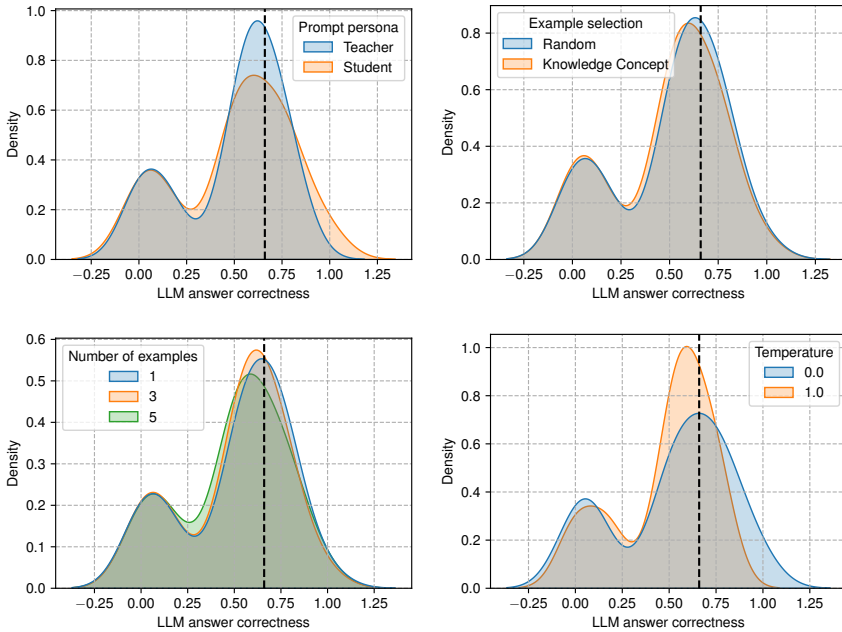 Prompt persona
Teacher
Student
1.0
0.8
0.6
0.4
0.2
0.0
Density
−0.25 0.00 0.25 0.50 0.75 1.00 1.25
LLM answer correctness
Example selection
Random
Knowledge Concept
0.8
0.6
0.4
0.2
0.0
Density
−0.25 0.00 0.25 0.50 0.75 1.00 1.25
LLM answer correctness
Number of examples
1
3
5
0.6
0.5
0.4
0.3
0.2
0.1
0.0
Density
−0.25 0.00 0.25 0.50 0.75 1.00 1.25
LLM answer correctness
Temperature
0.0
1.0
1.0
0.8
0.6
0.4
0.2
0.0
Density
−0.25 0.00 0.25 0.50 0.75 1.00 1.25
LLM answer correctness